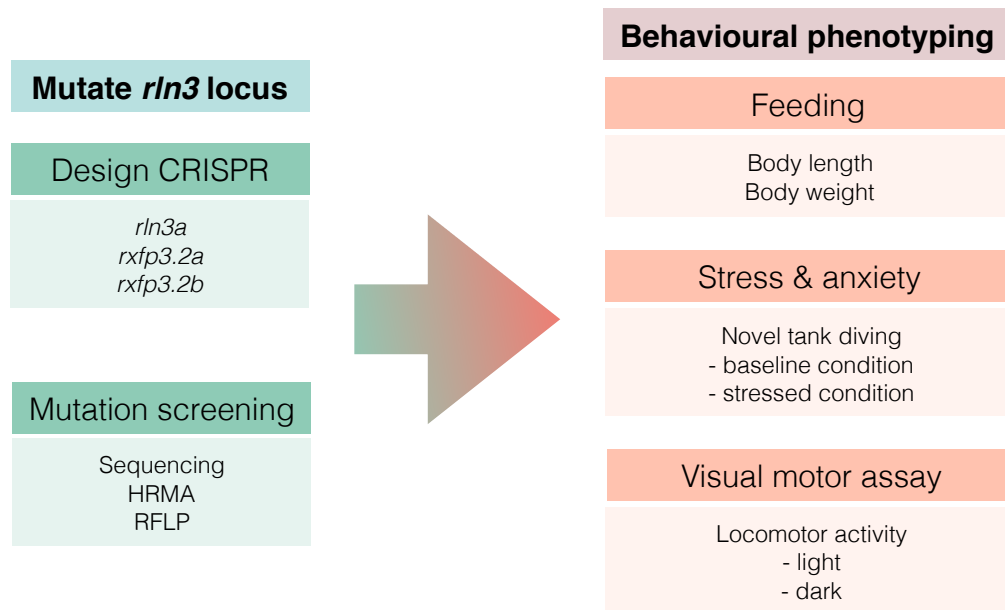 Mutate rln3 locus
Design CRISPR
rln3a
rxfp3.2a
rxfp3.2b
Mutation screening
Sequencing
HRMA
RFLP
Behavioural phenotyping
Feeding
Body length
Body weight
Stress & anxiety
Novel tank diving
- baseline condition
- stressed condition
Visual motor assay
Locomotor activity
- light
- dark